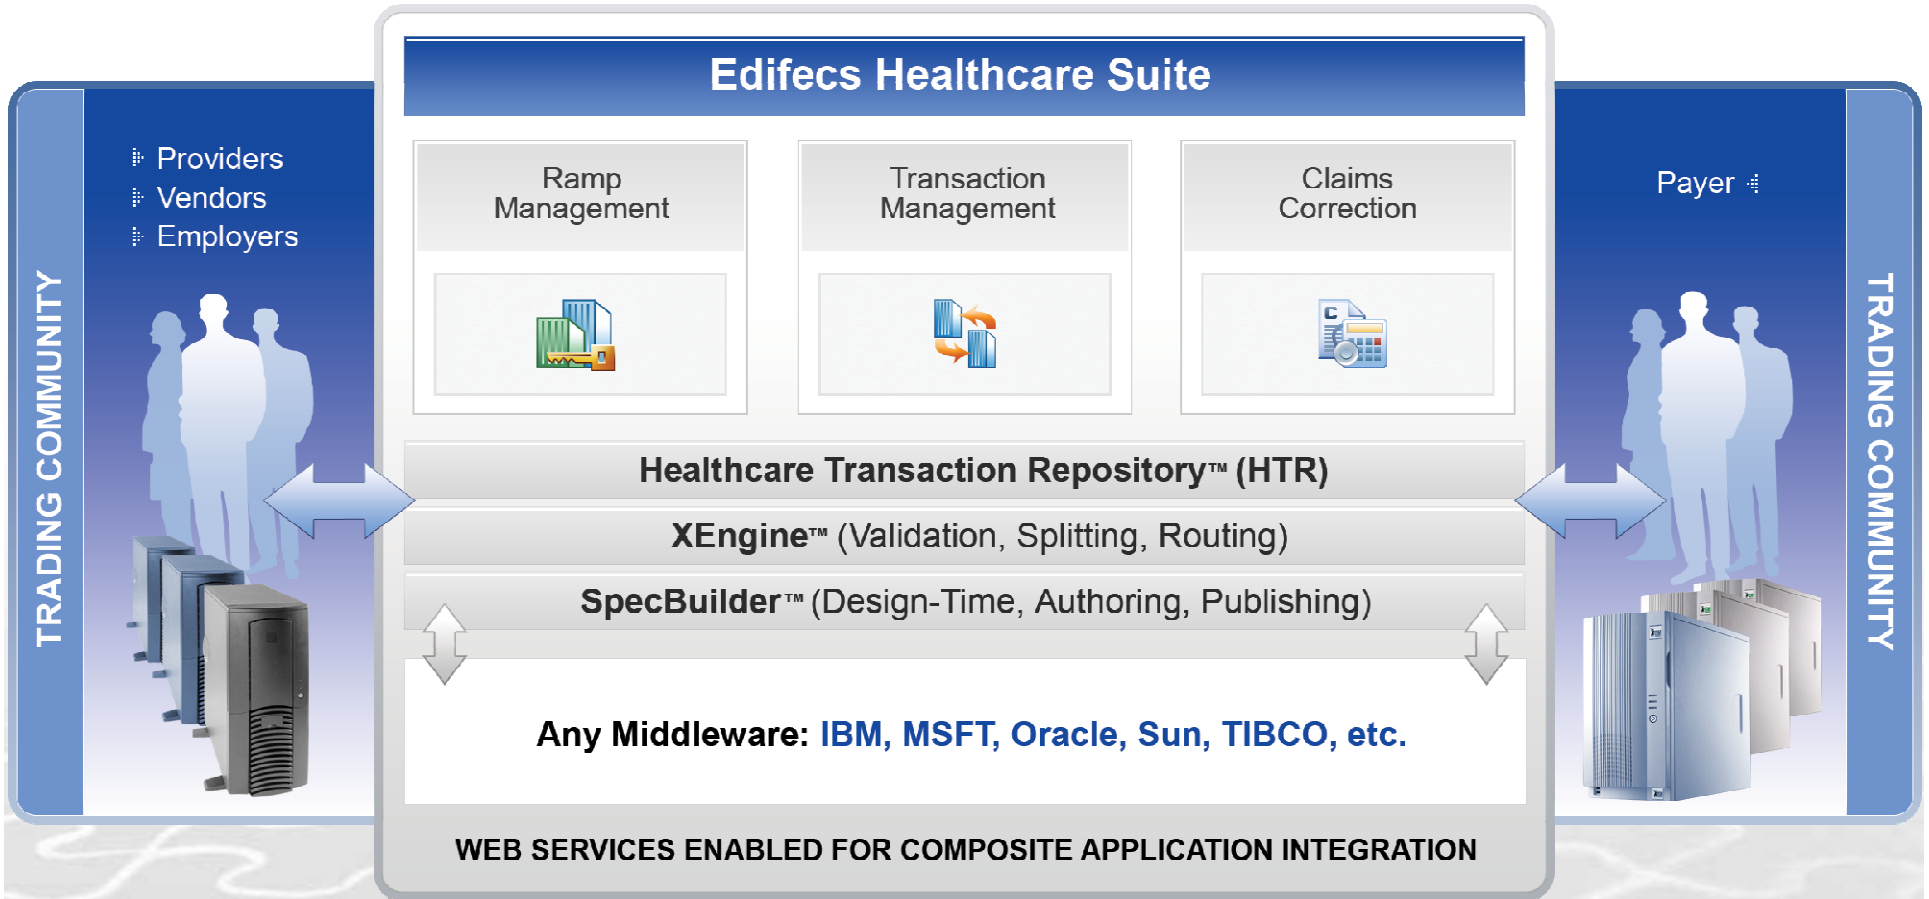 Edifecs Healthcare Suite
TRADING COMMUNITY
Providers
Vendors
Employers
Ramp
Management
Transaction
Management
Claims
Correction
C
Payer
TRADING COMMUNITY
Healthcare Transaction Repository™ (HTR)
XEngine™ (Validation, Splitting, Routing)
SpecBuilder™ (Design-Time, Authoring, Publishing)
Any Middleware: IBM, MSFT, Oracle, Sun, TIBCO, etc.
WEB SERVICES ENABLED FOR COMPOSITE APPLICATION INTEGRATION